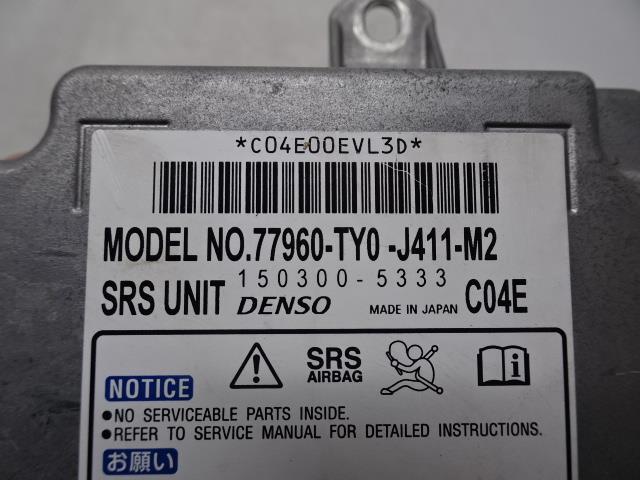 *C04E00EVL3D*
MODEL NO.77960-TY0 -J411-M2
150300-5333
SRS UNIT DENSO MADE IN JAPAN C04E
SRS
AIRBAG
NOTICE
●NO SERVICEABLE PARTS INSIDE.
●REFER TO SERVICE MANUAL FOR DETAILED INSTRUCTIONS.
お願い